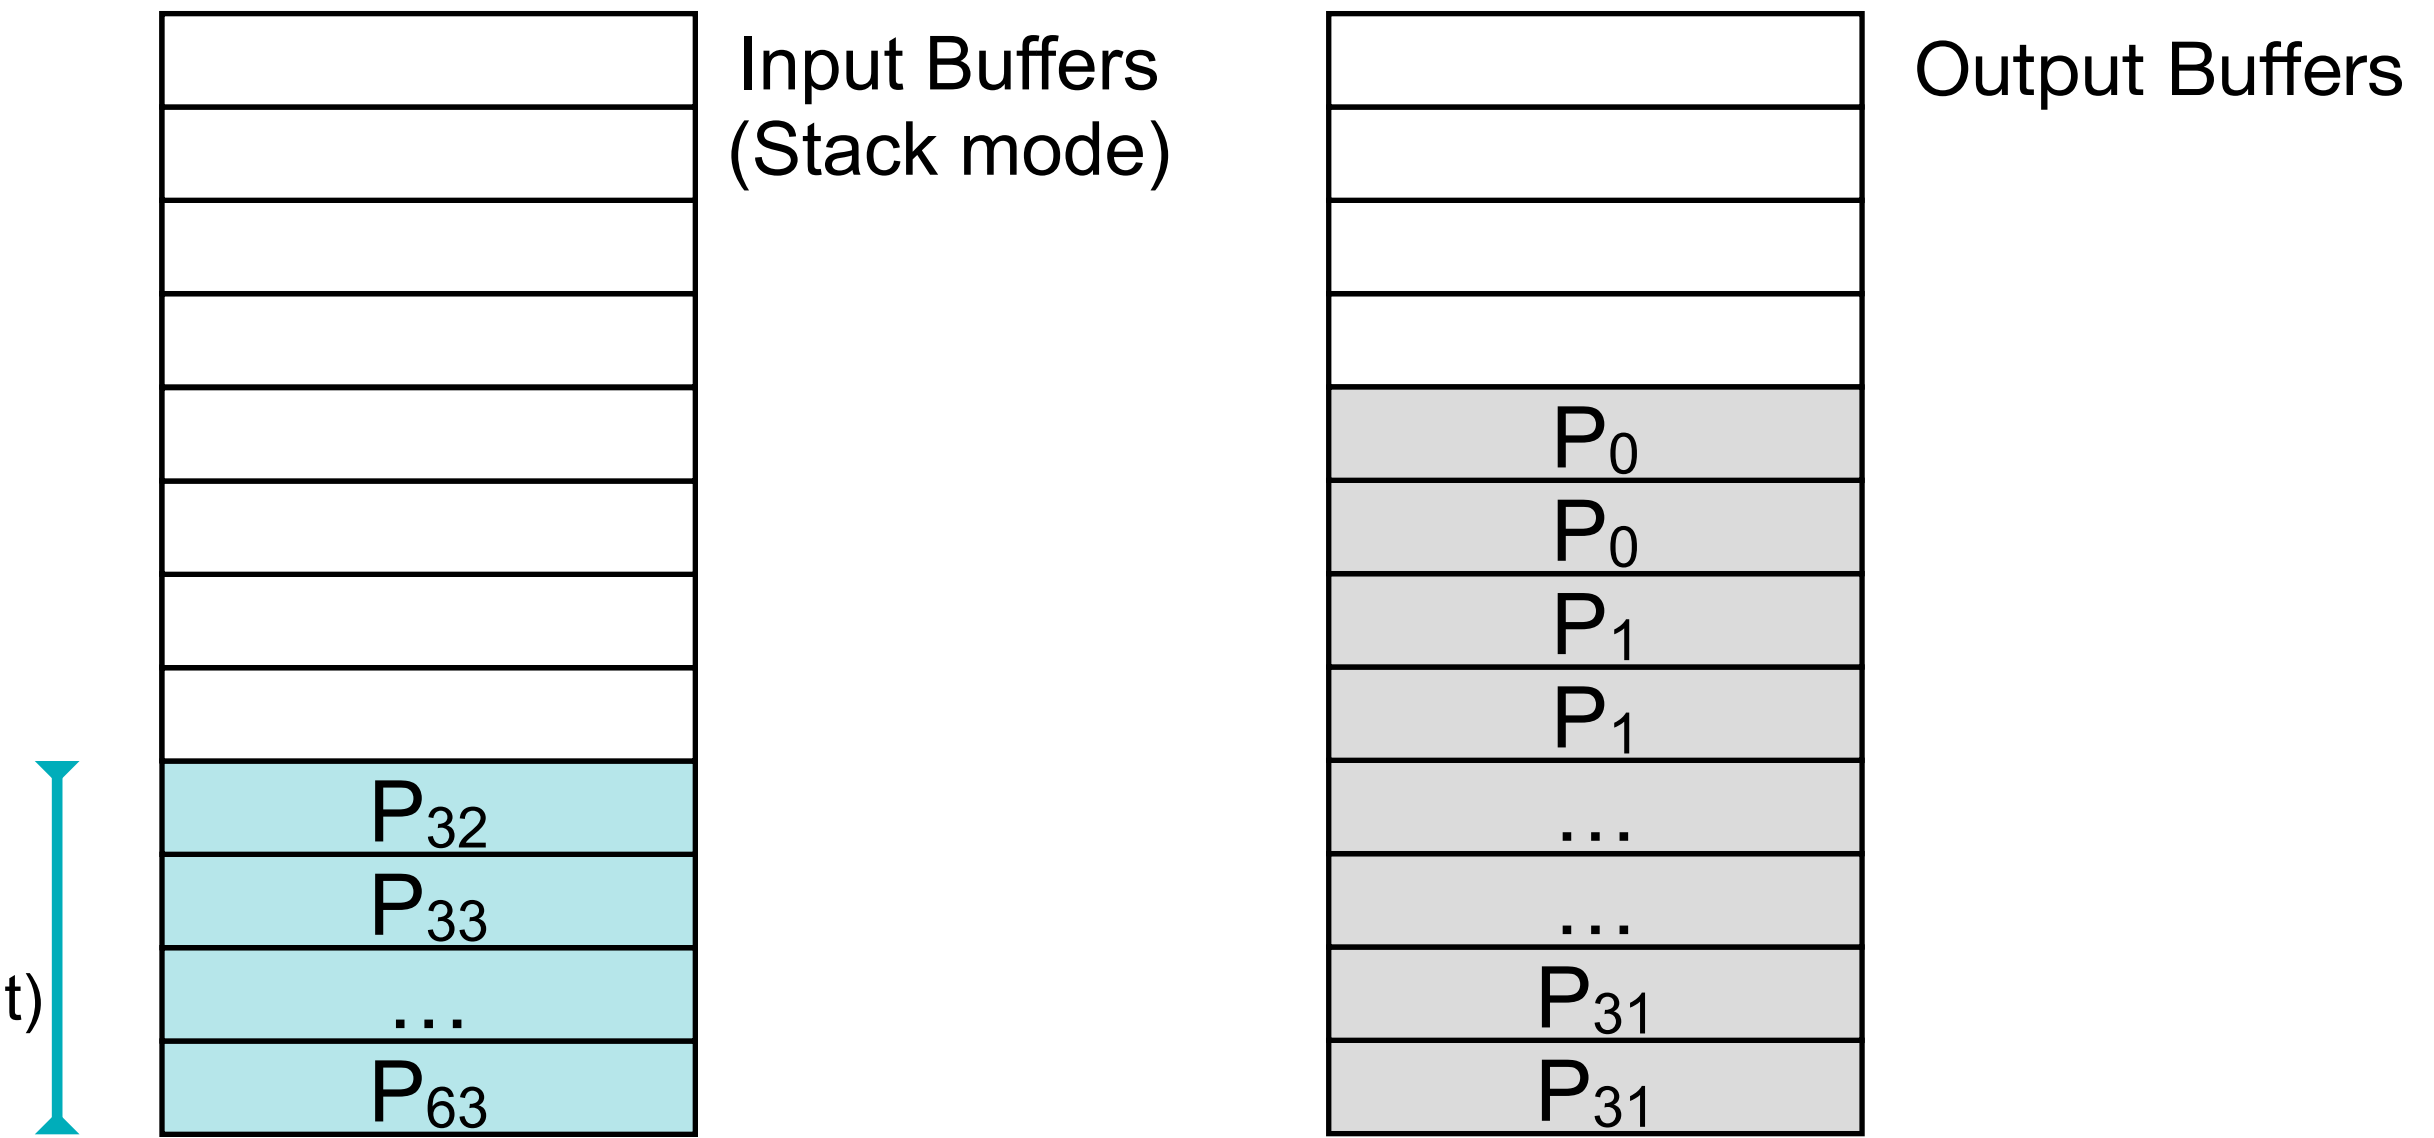 Input Buffers
(Stack mode)
P32
P33
…
P63
t)
Output Buffers
P0
P0
P1
P1
…
…
P31
P31